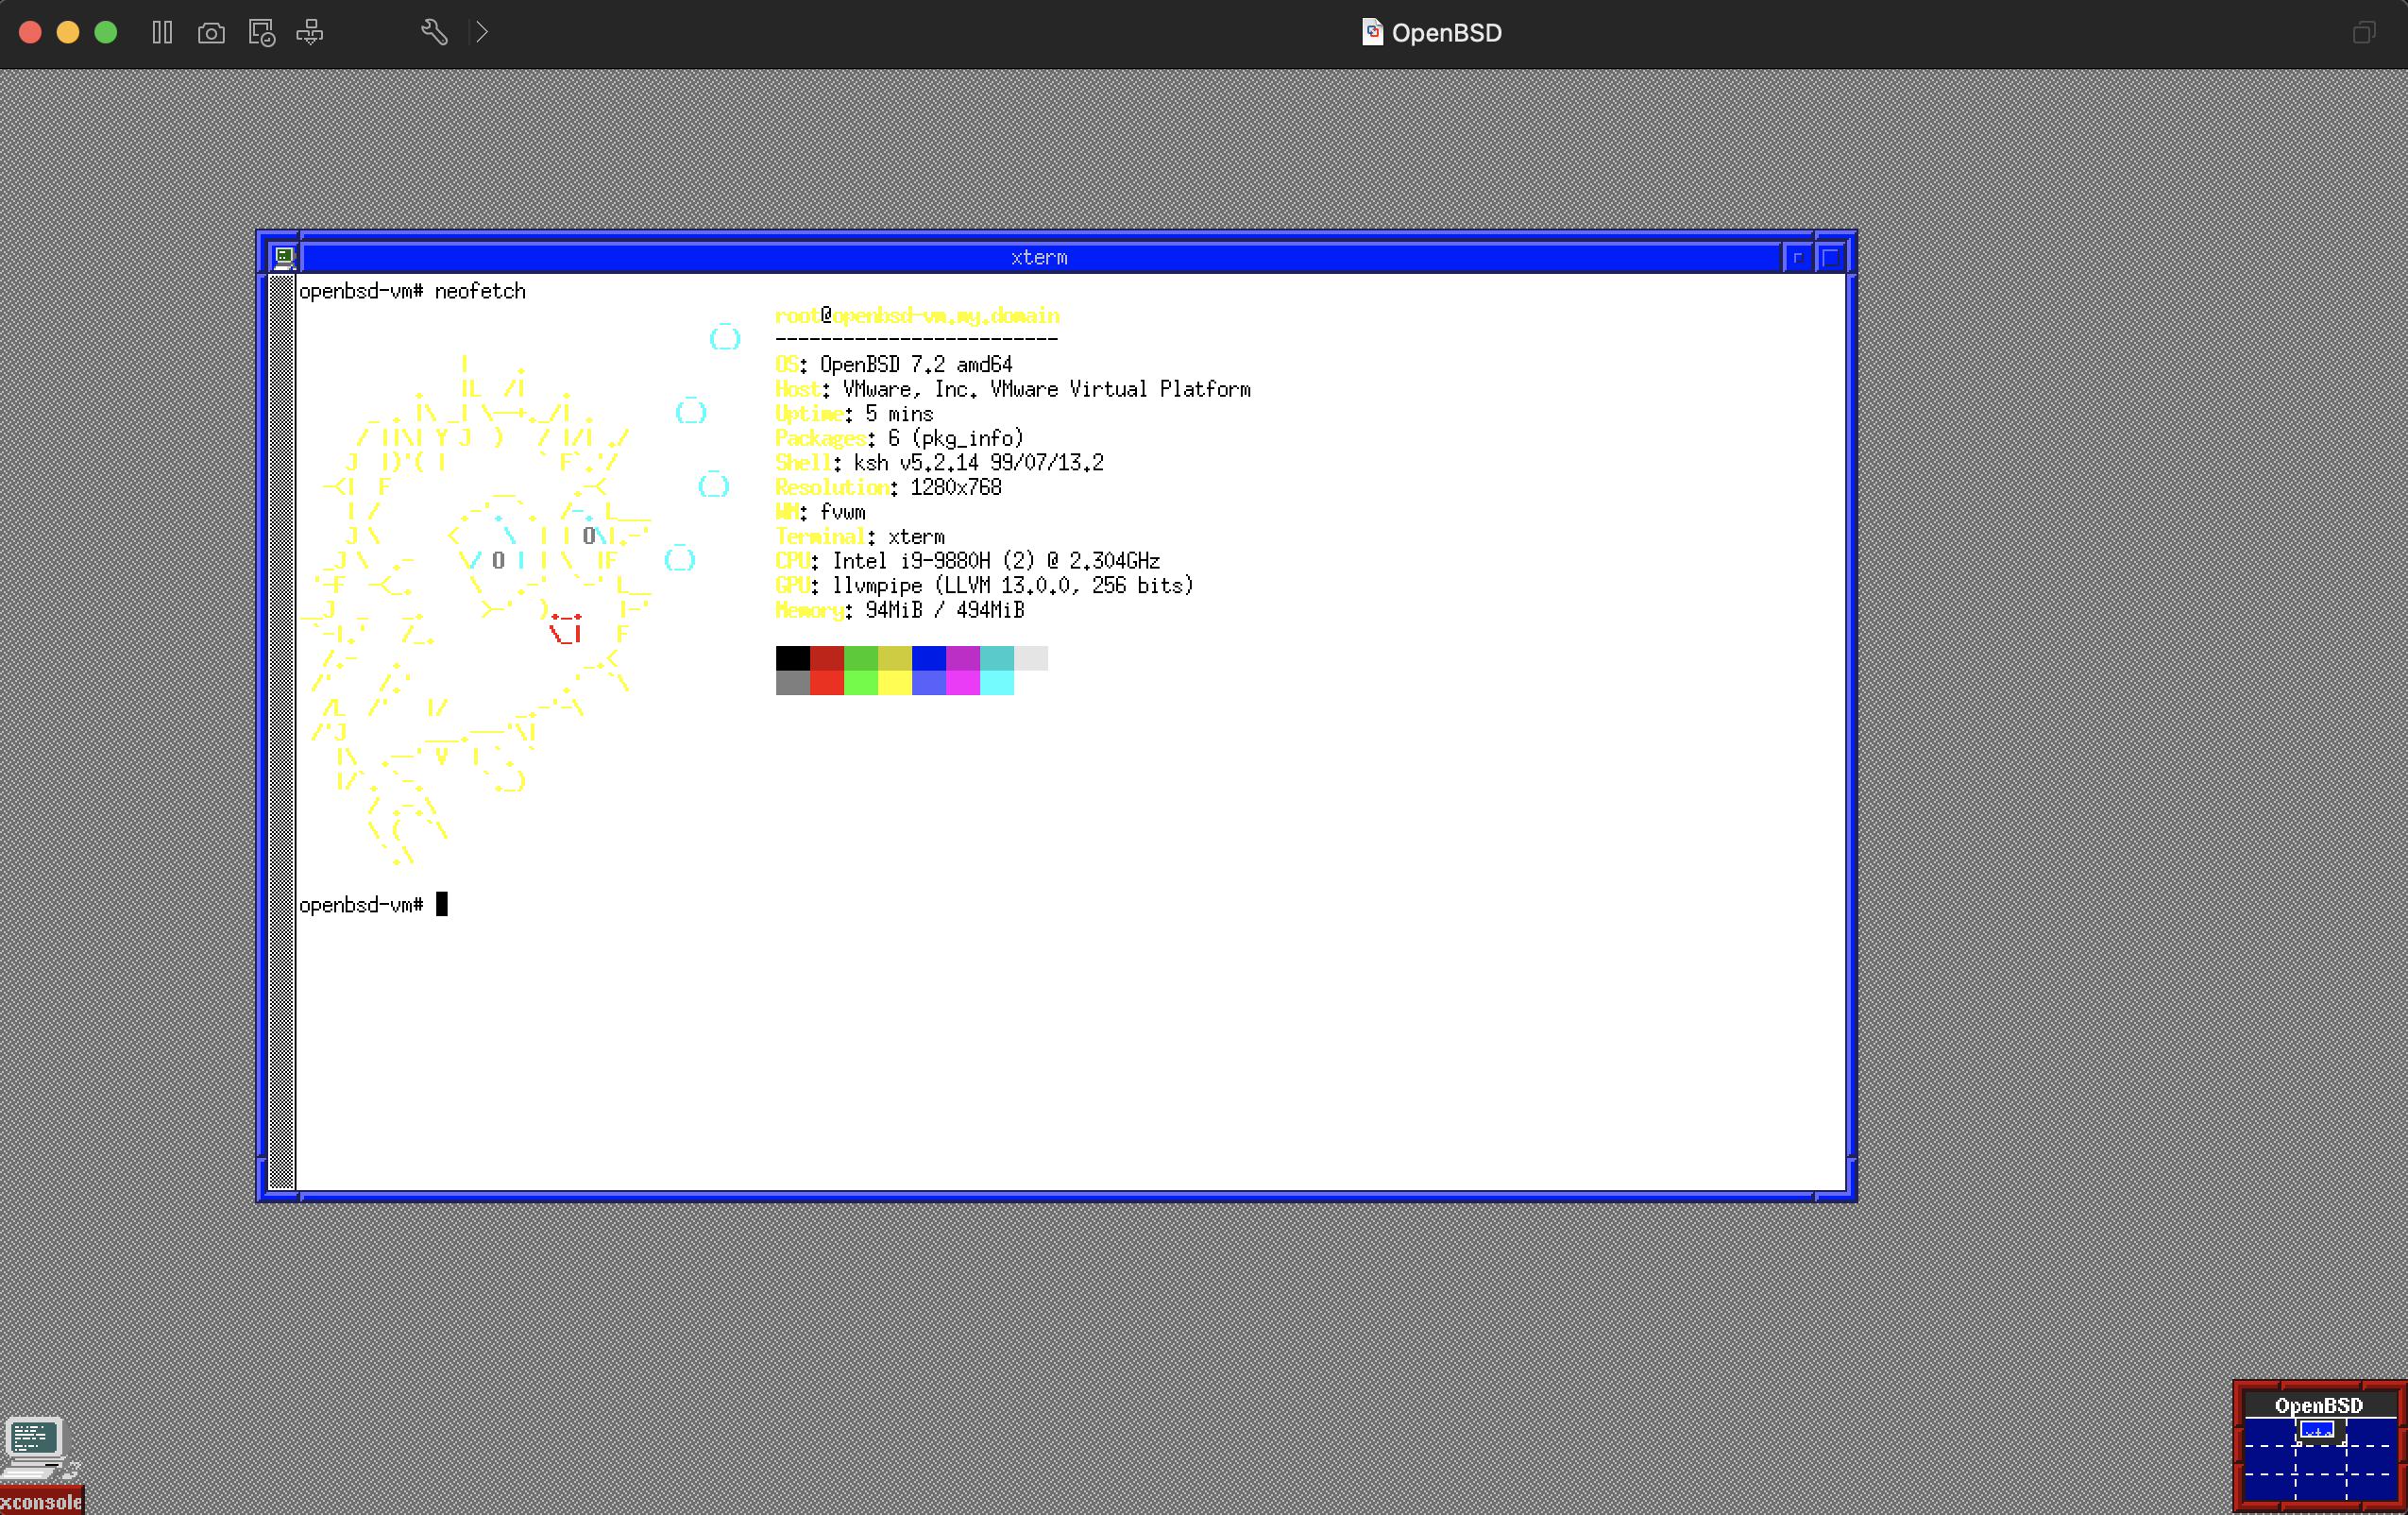 OpenBSD
xterm
openbsd-vm# neofetch
root@openbsd-vm.my.domain
-------------------------
OS: OpenBSD 7.2 amd64
Host: VMware, Inc. VMware Virtual Platform
Uptime: 5 mins
Packages: 6 (pkg_info)
Shell: ksh v5.2.14 99/07/13.2
Resolution: 1280x768
WM: fvwm
Terminal: xterm
CPU: Intel i9-9880H (2) @ 2.304GHz
GPU: llvmpipe (LLVM 13.0.0, 256 bits)
Memory: 94MiB / 494MiB
openbsd-vm#
xconsole
OpenBSD